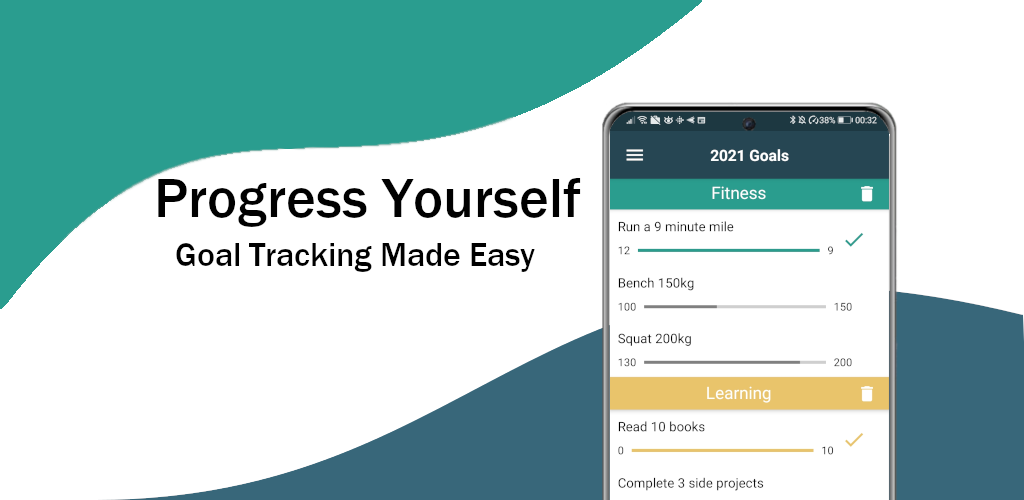 Progress Yourself
Goal Tracking Made Easy
38% 00:32
2021 Goals
Fitness
Run a 9 minute mile
12 9
Bench 150kg
100 150
Squat 200kg
130 200
Learning
Read 10 books
0 10
Complete 3 side projects